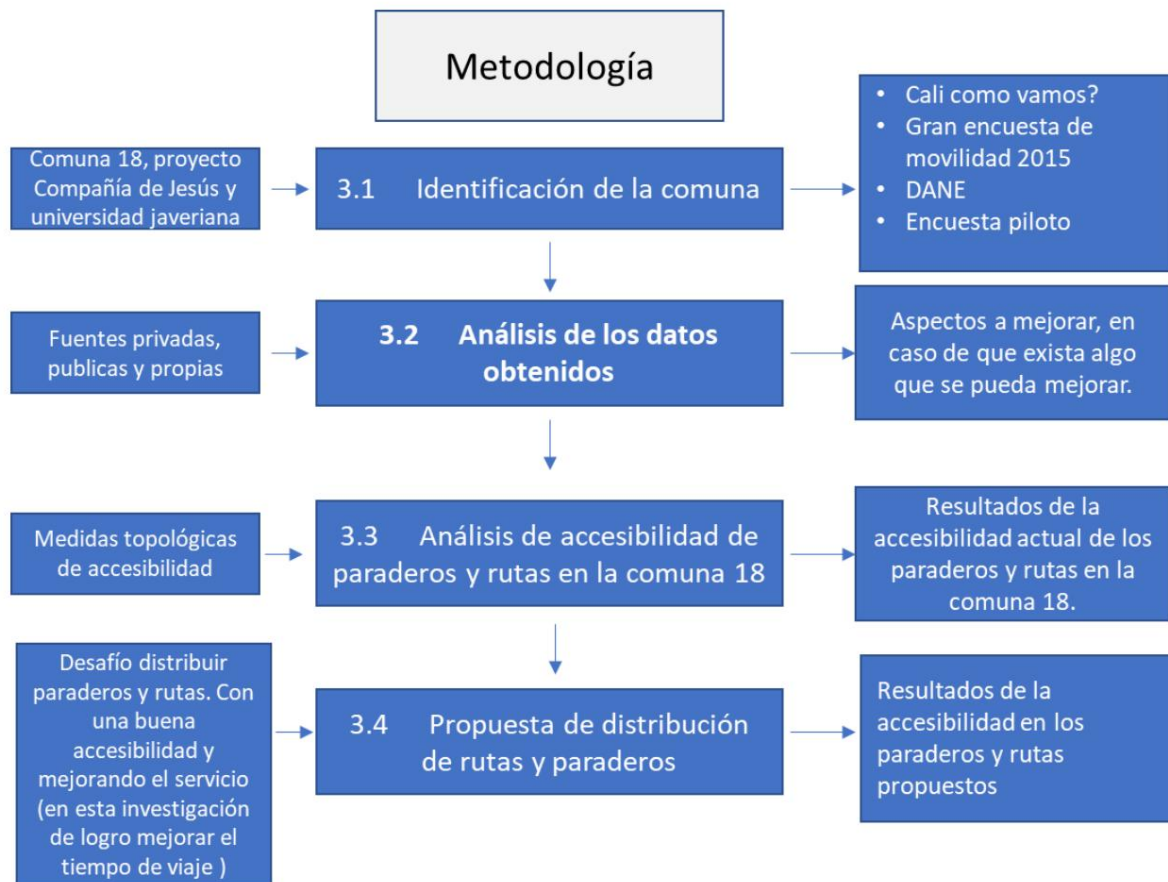 Metodología
Comuna 18, proyecto
Compañía de Jesús y
universidad javeriana
3.1 Identificación de la comuna
• Cali como vamos?
• Gran encuesta de
movilidad 2015
• DANE
• Encuesta piloto
Fuentes privadas,
publicas y propias
3.2 Análisis de los datos
obtenidos
Aspectos a mejorar, en
caso de que exista algo
que se pueda mejorar.
Medidas topológicas
de accesibilidad
3.3 Análisis de accesibilidad de
paraderos y rutas en la comuna 18
Resultados de la
accesibilidad actual de los
paraderos y rutas en la
comuna 18.
Desafío distribuir
paraderos y rutas. Con
una buena
accesibilidad y
mejorando el servicio
(en esta investigación
de logro mejorar el
tiempo de viaje )
3.4 Propuesta de distribución
de rutas y paraderos
Resultados de la
accesibilidad en los
paraderos y rutas
propuestos